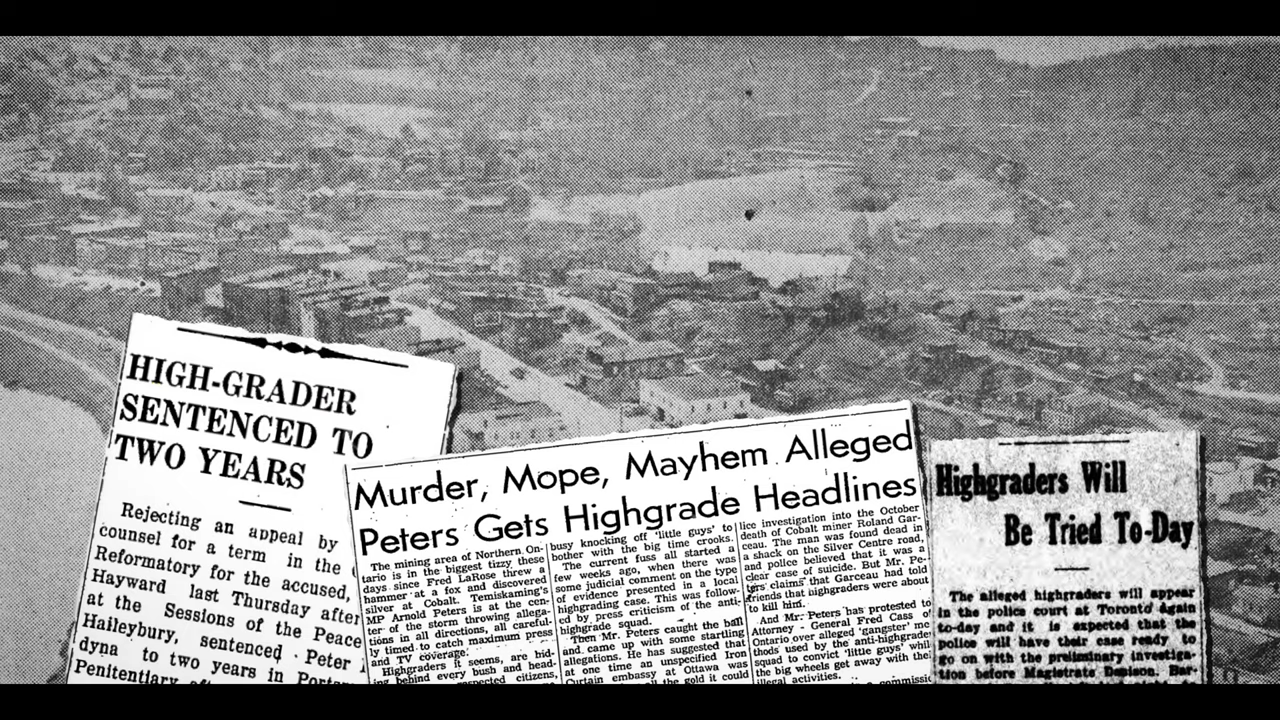 HIGH-GRADER
SENTENCED TO
TWO YEARS
Rejecting an appeal by
counsel for a term in the
Reformatory for the accused,
Hayward last Thursday after
at the Sessions of the Peace
Haileybury, sentenced Peter
dyna to two years in
Penitentiary
Murder, Mope, Mayhem Alleged
Peters Gets Highgrade Headlines
The mining area of Northern On-
tario is in the biggest tizzy these
days since Fred LaRose threw a
hammer at a fox and discovered
silver at Cobalt. Temiskaming's
MP Arnold Peters is at the cen-
ter of the storm throwing allega-
tions in all directions, all careful-
ly timed to catch maximum press
and TV coverage.
Highgraders it seems, are hid-
ing behind every bush and head-
citizens,
busy knocking off 'little guys' to
bother with the big time crooks.
The current fuss all started a
few weeks ago, when there was
some judicial comment on the type
of evidence presented in a local
highgrading case. This was follow-
ed by press criticism of the anti-
highgrade squad.
Then Mr. Peters caught the ball
and came up with some startling
allegations. He has suggested that
at one time an unspecified Iron
Curtain embassy at Ottawa was
all the gold it could
lice investigation into the October
death of Cobalt miner Roland Gar-
ceau. The man was found dead in
a shack on the Silver Centre road,
and police believed that it was a
clear case of suicide. But Mr. Pe-
ters' claims that Garceau had told
friends that highgraders were about
to kill him.
And Mr. Peters has protested to
Attorney - General Fred Cass o
Ontario over alleged 'gangster' me
thods used by the anti-highgrade
squad to convict 'little guys' whil
the big wheels get away with the
illegal activities.
Highgraders Will
Be Tried To-Day
The alleged highgraders will appear
in the police court at Toronto again
to-day and it is expected that the
police will have their case ready to
go on with the preliminary investiga-
tion before Magistrate Denison. Bar-